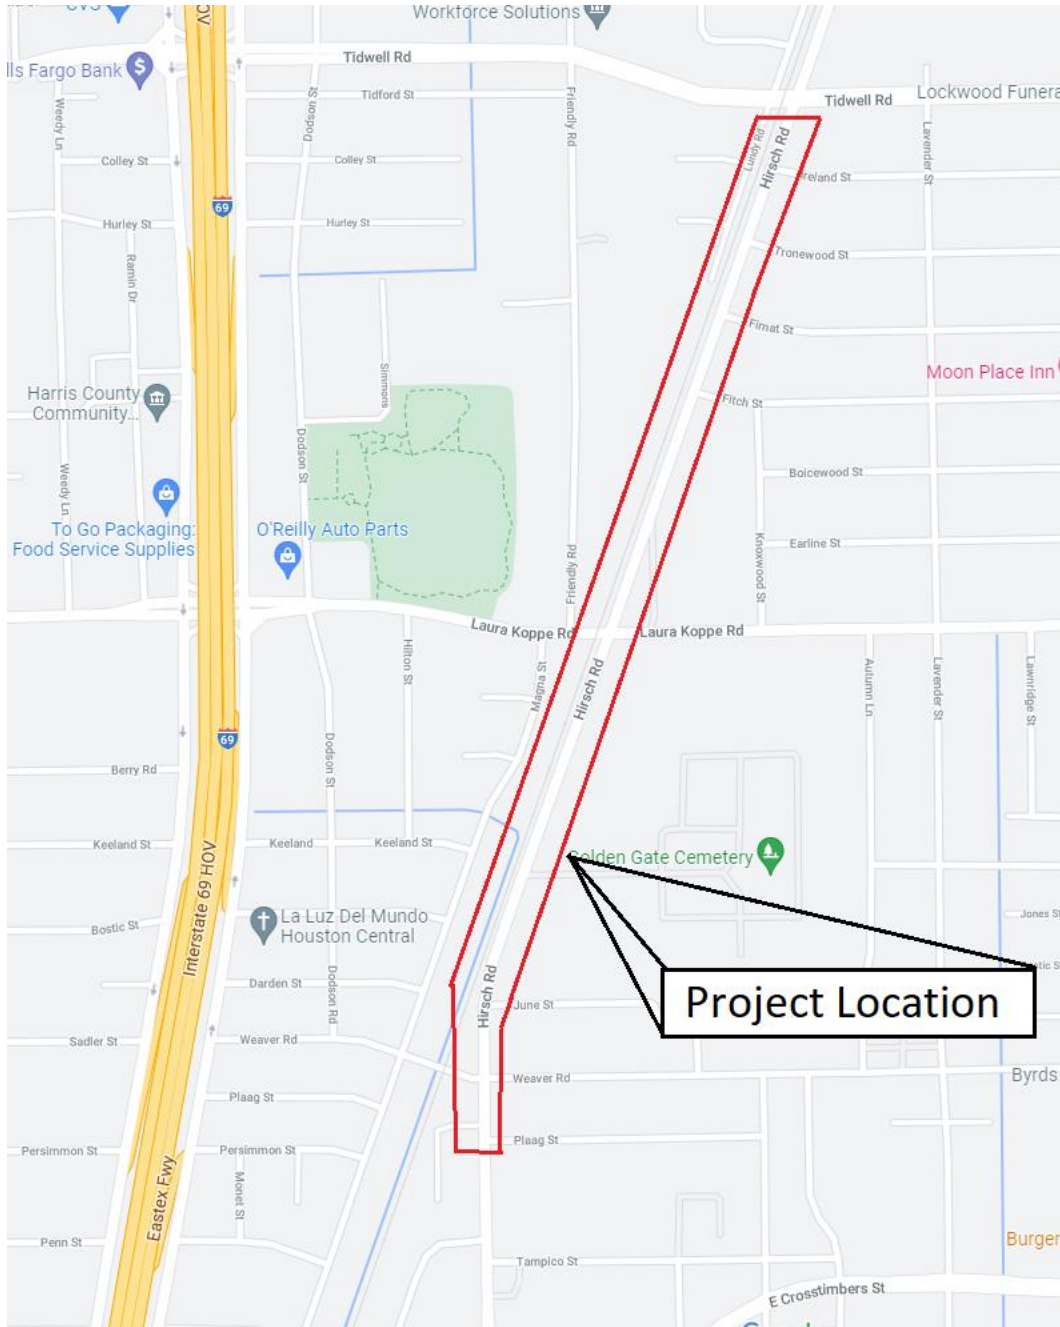 CVS
OV
Workforce Solutions
Tidwell Rd
lls Fargo Bank
Tidford St
Dodson St
Friendly Rd
Weedy Ln
Tidwell Rd
Lockwood Funera
Lundy Rd
Hirsch Rd
Lavender St
Colley St
Colley St
reland St
69
Hurley St
Hurley St
Tronewood St
Ramin Dr
Firnat St
Simmons
Moon Place Inn
Harris County
Community...
Fitch St
Dodson St
Boicewood St
Weedy Ln
To Go Packaging:
Food Service Supplies
O'Reilly Auto Parts
Earline St
Knoxwood St
Friendly Rd
Laura Koppe Rd
Laura Koppe Rd
Hilton St
Magna St
Hirsch Rd
Autumn Ln
Lavender St
Lawnridge St
69
Dodson St
Berry Rd
Keeland St
Keeland
Keeland St
Golden Gate Cemetery
Interstate 69 HOV
Bostic St
La Luz Del Mundo
Houston Central
Jones St
Dodson Rd
Darden St
Hirsch Rd
June St
Project Location
Sadler St
Weaver Rd
Weaver Rd
Byrds
Plaag St
Plaag St
Persimmon St
Persimmon St
Monet St
Eastex Fwy
Penn St
Tampico St
Burger
E Crosstimbers St